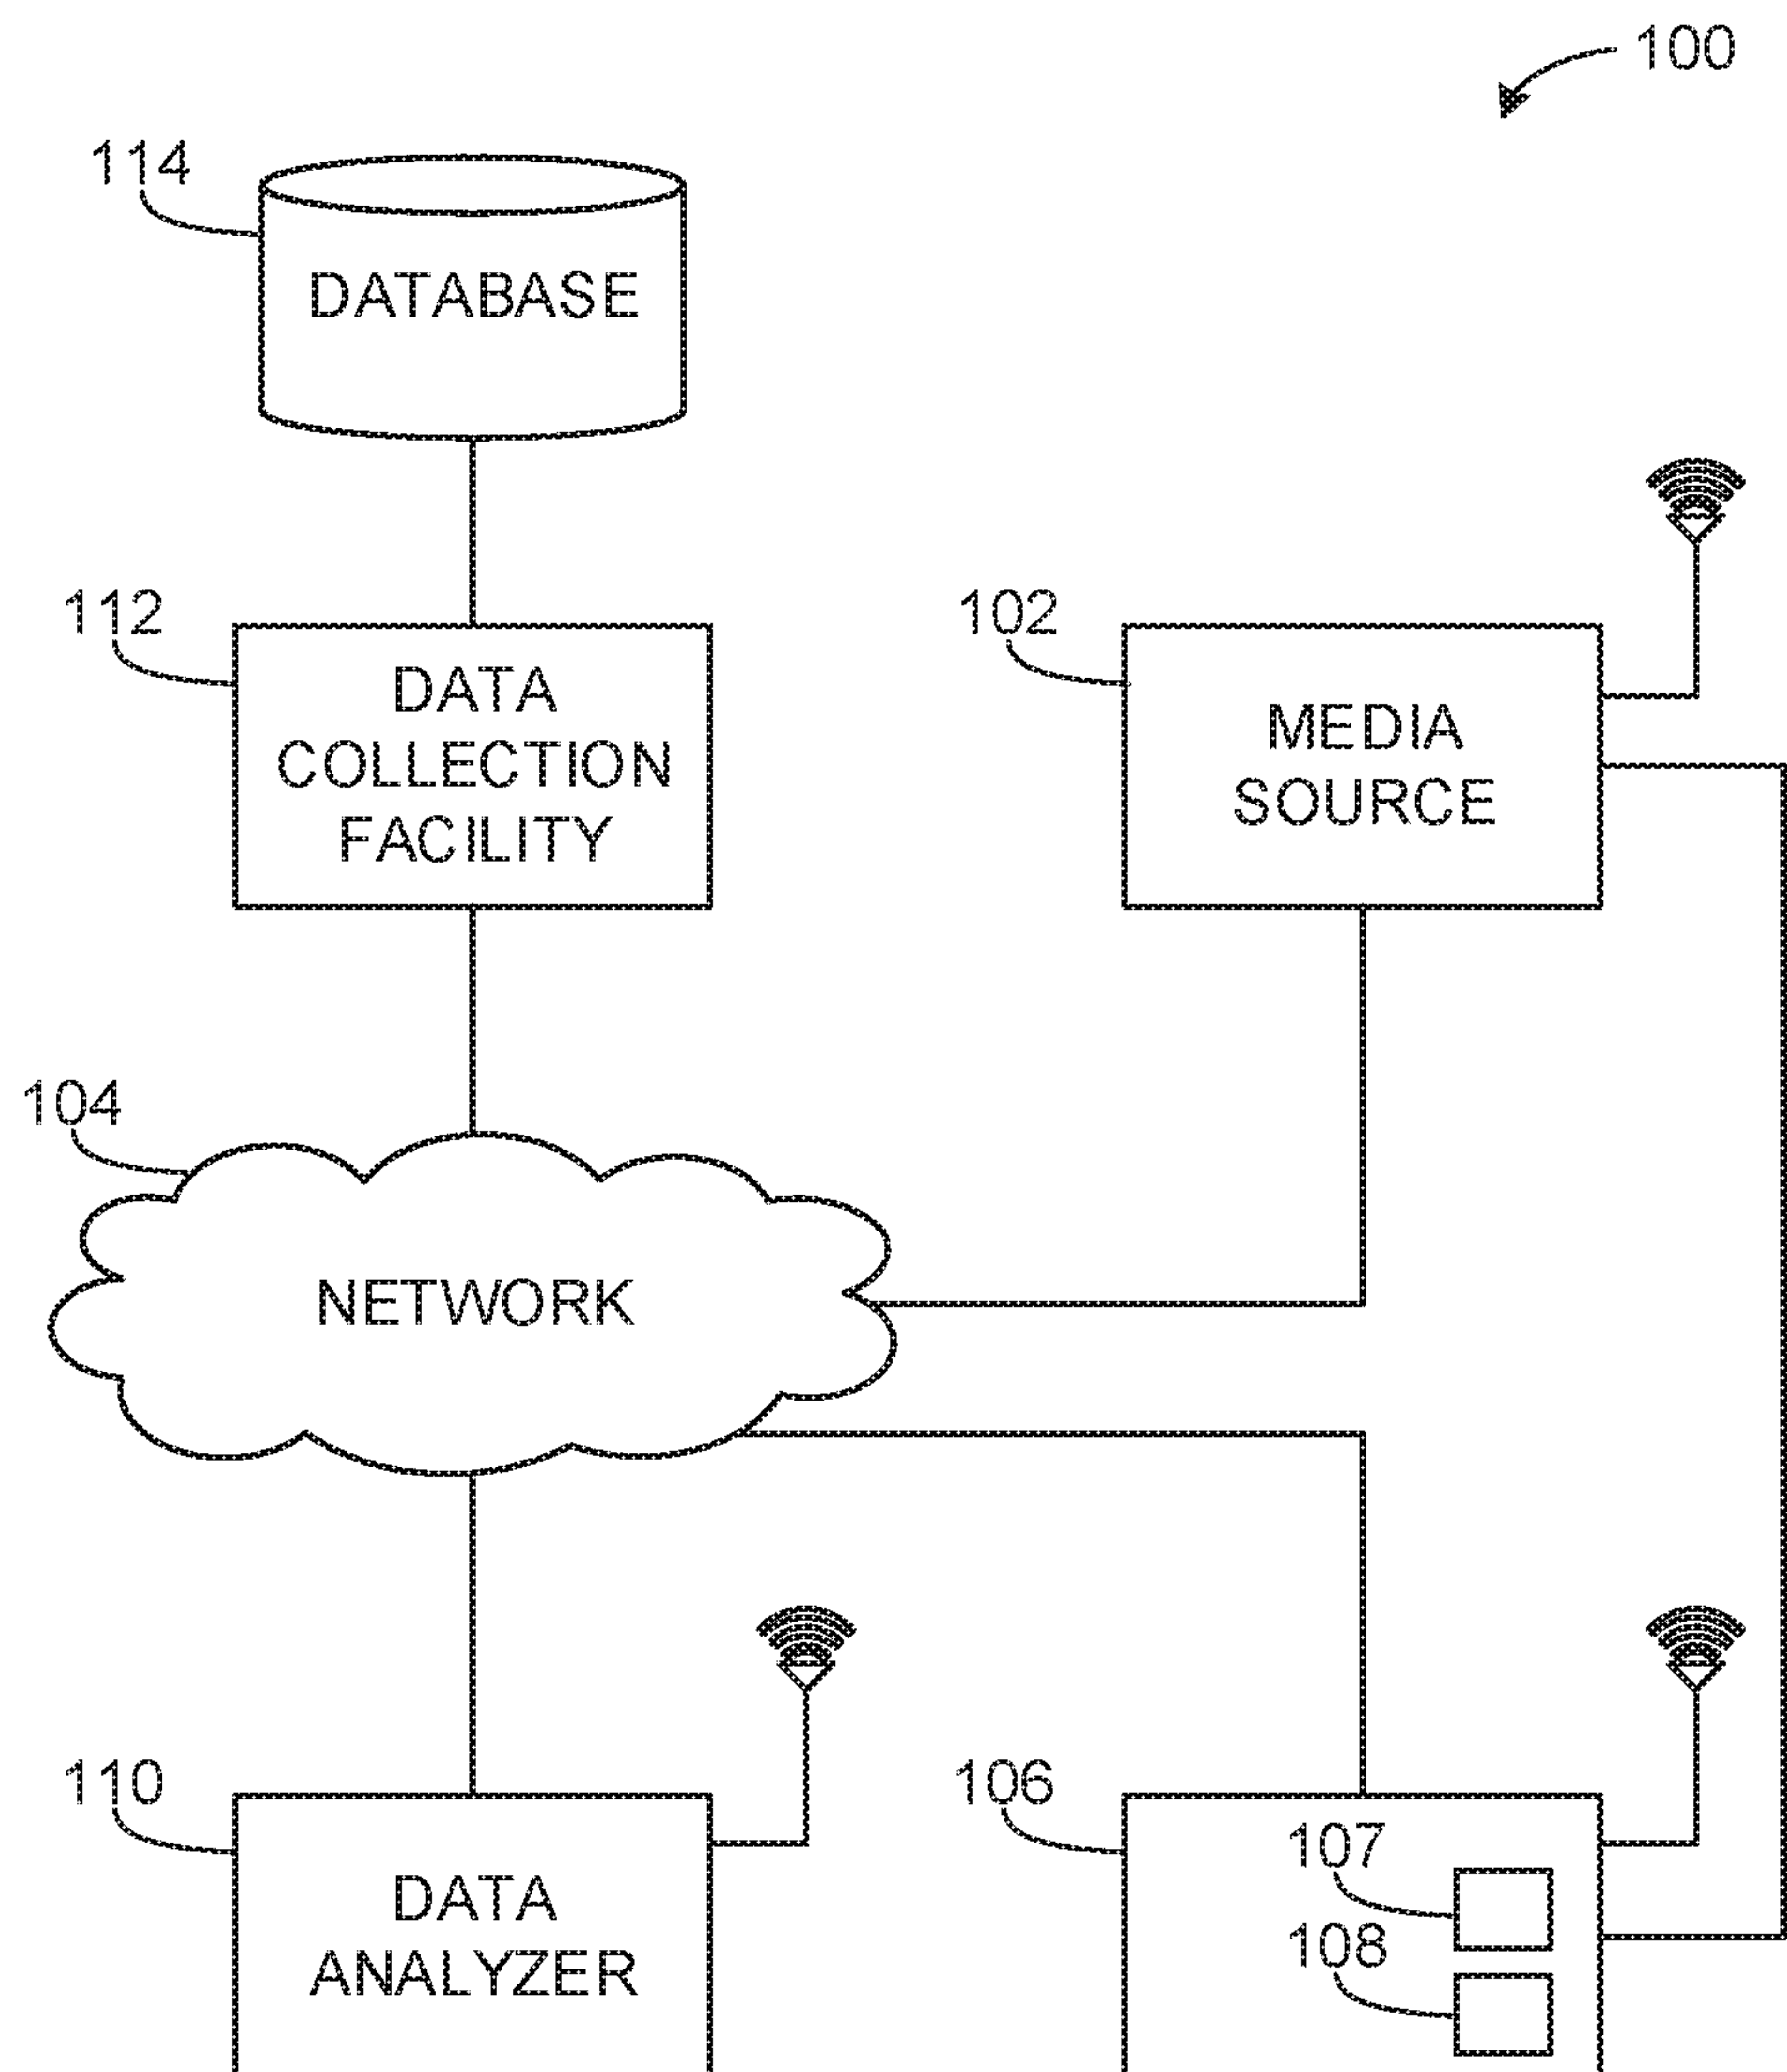 100
114
DATABASE
112
DATA
COLLECTION
FACILITY
102
MEDIA
SOURCE
104
NETWORK
110
DATA
ANALYZER
106
107
108